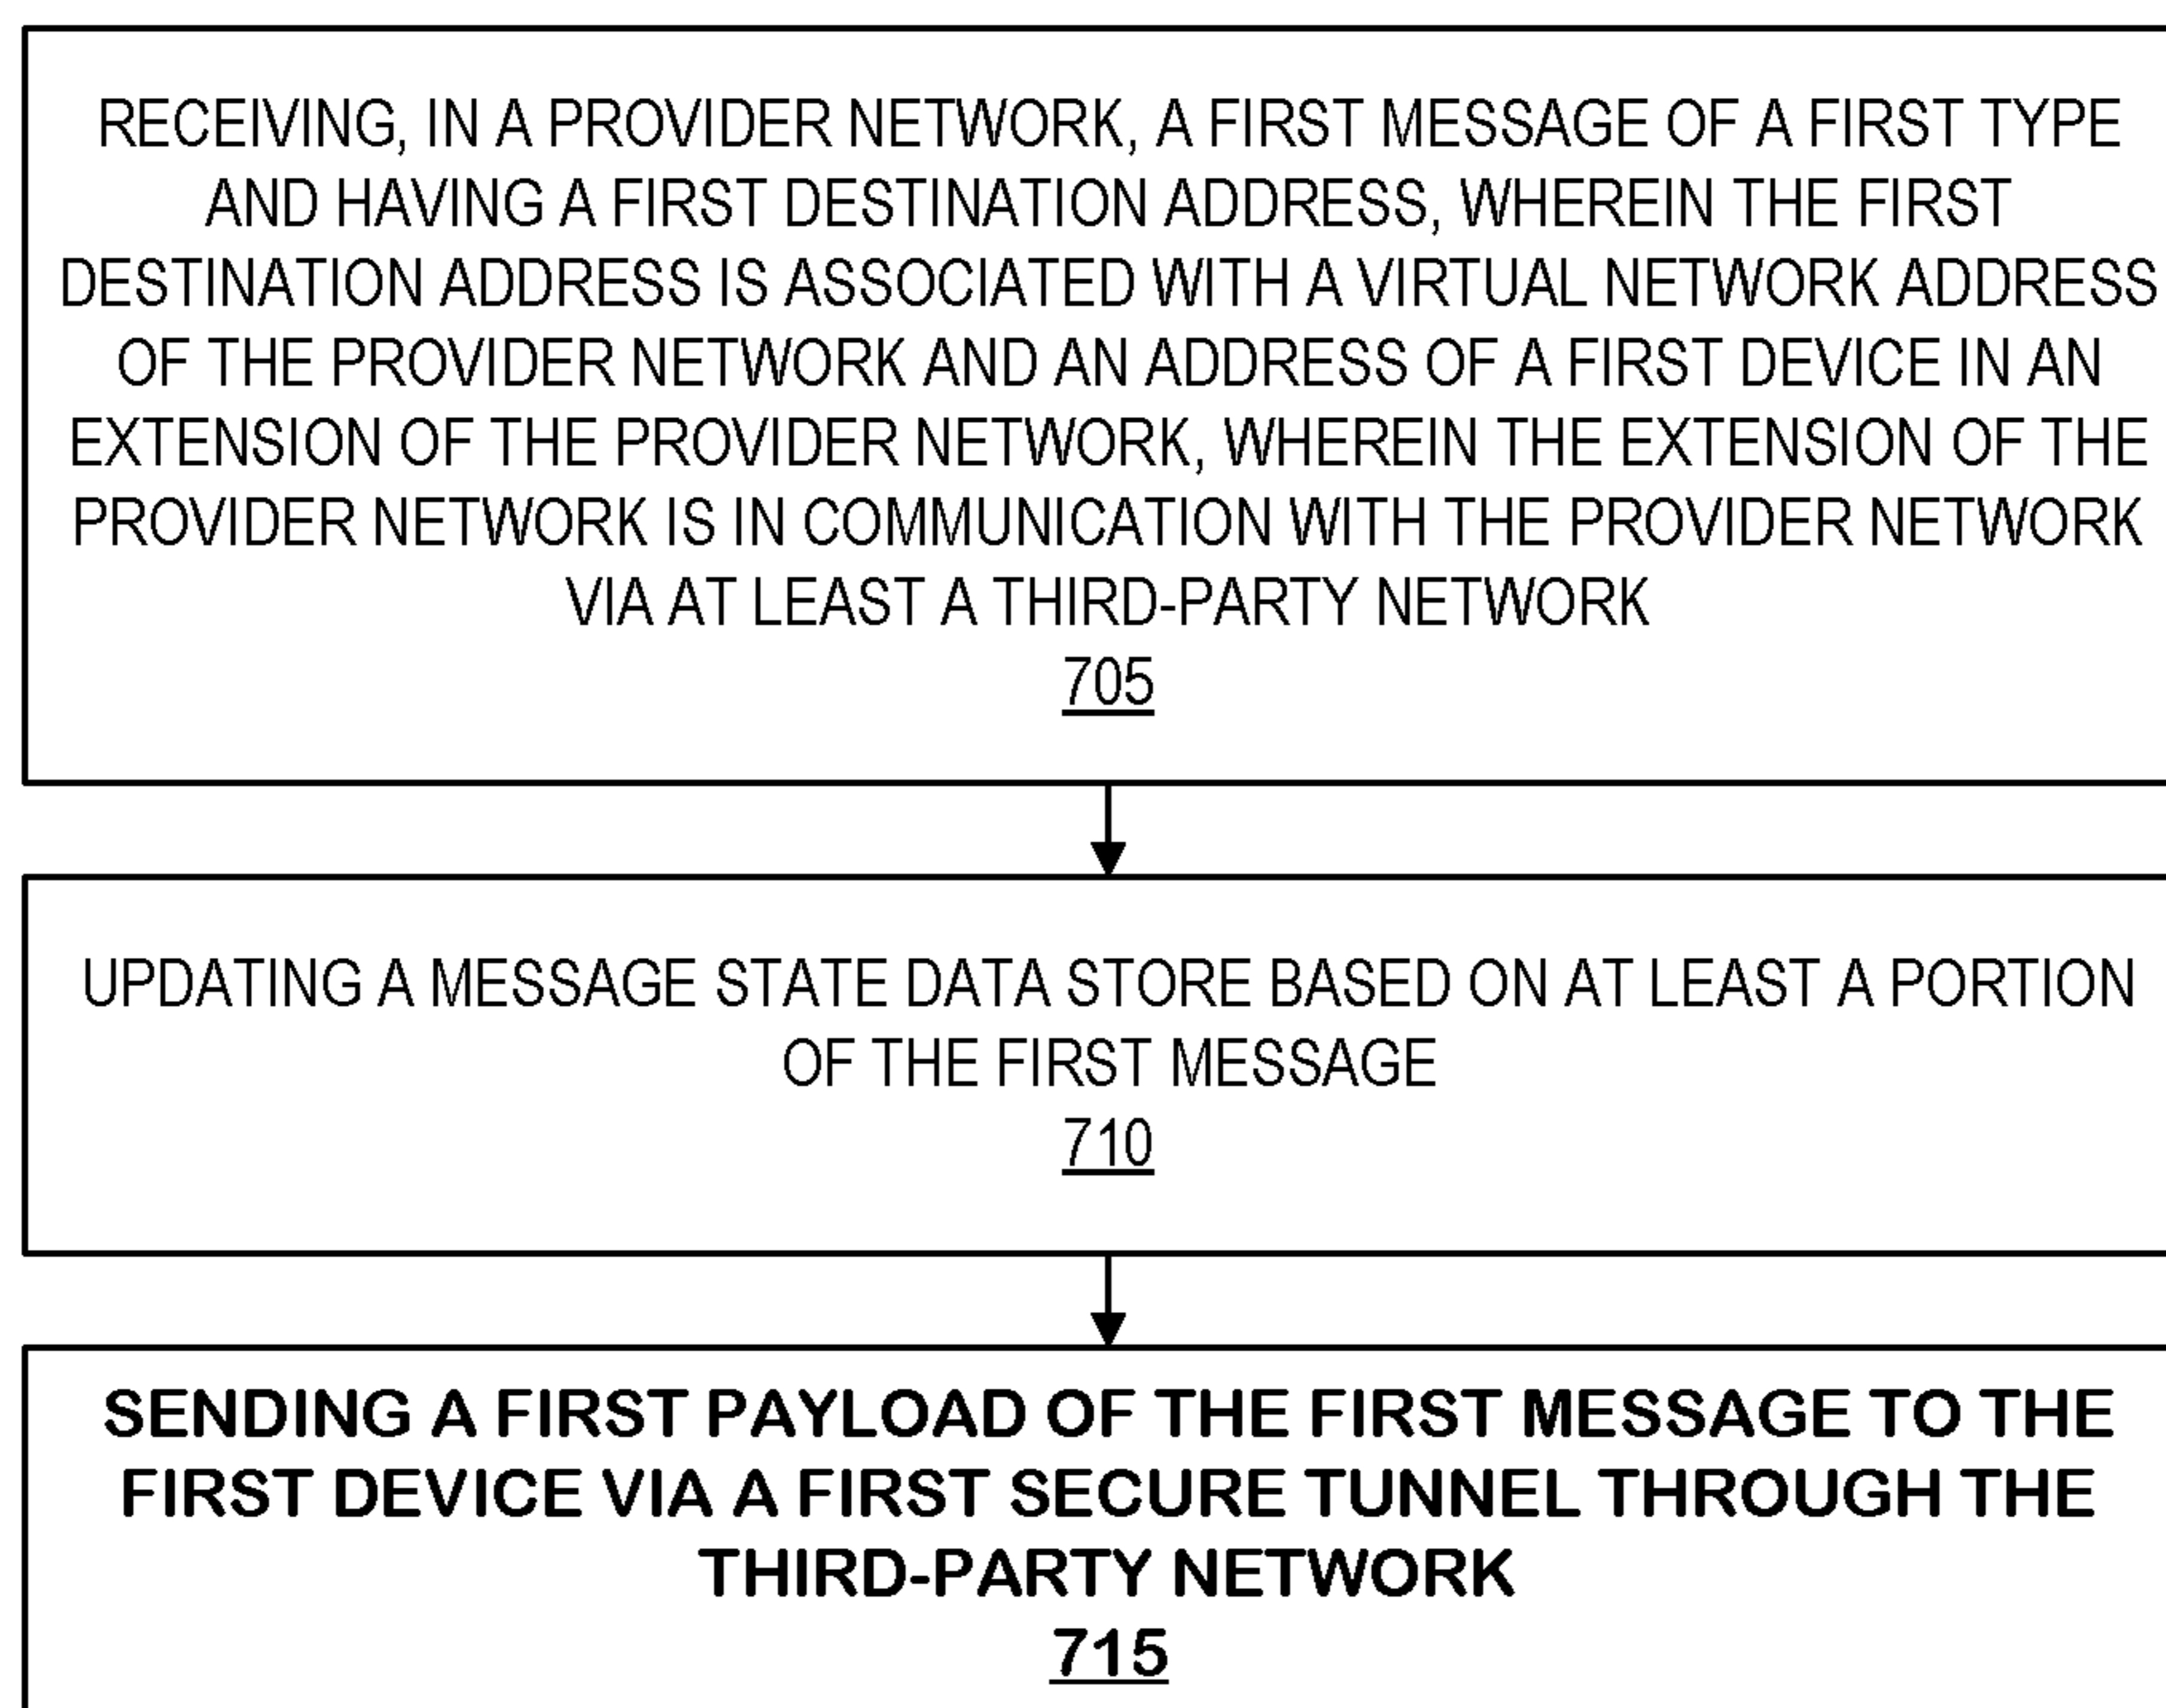 RECEIVING, IN A PROVIDER NETWORK, A FIRST MESSAGE OF A FIRST TYPE
AND HAVING A FIRST DESTINATION ADDRESS, WHEREIN THE FIRST
DESTINATION ADDRESS IS ASSOCIATED WITH A VIRTUAL NETWORK ADDRESS
OF THE PROVIDER NETWORK AND AN ADDRESS OF A FIRST DEVICE IN AN
EXTENSION OF THE PROVIDER NETWORK, WHEREIN THE EXTENSION OF THE
PROVIDER NETWORK IS IN COMMUNICATION WITH THE PROVIDER NETWORK
VIA AT LEAST A THIRD-PARTY NETWORK
705
UPDATING A MESSAGE STATE DATA STORE BASED ON AT LEAST A PORTION
OF THE FIRST MESSAGE
710
SENDING A FIRST PAYLOAD OF THE FIRST MESSAGE TO THE
FIRST DEVICE VIA A FIRST SECURE TUNNEL THROUGH THE
THIRD-PARTY NETWORK
715